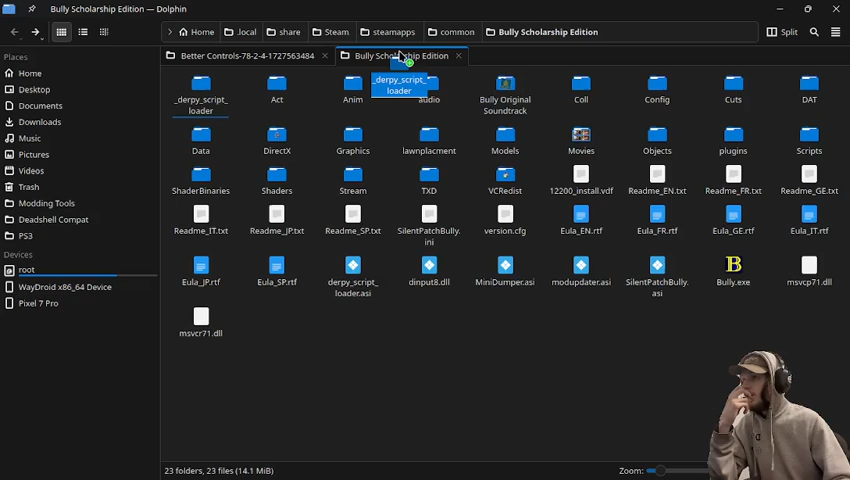 Bully Scholarship Edition — Dolphin
Home
.local
share
Steam
steamapps
common
Bully Scholarship Edition
Split
Better Controls-78-2-4-1727563484
Bully Scholarship Edition
_derpy_script_
loader
Places
Home
Desktop
Documents
Downloads
Music
Pictures
Videos
Trash
Modding Tools
Deadshell Compat
PS3
Devices
root
WayDroid x86_64 Device
Pixel 7 Pro
_derpy_script_
loader
Act
Anim
audio
Bully Original
Soundtrack
Coll
Config
Cuts
DAT
Data
DirectX
Graphics
lawnplacment
Models
Movies
Objects
plugins
Scripts
ShaderBinaries
Shaders
Stream
TXD
VCRedist
12200_install.vdf
Readme_EN.txt
Readme_FR.txt
Readme_GE.txt
Readme_IT.txt
Readme_JP.txt
Readme_SP.txt
SilentPatchBully.
ini
version.cfg
Eula_EN.rtf
Eula_FR.rtf
Eula_GE.rtf
Eula_IT.rtf
Eula_JP.rtf
Eula_SP.rtf
derpy_script_
loader.asi
dinput8.dll
MiniDumper.asi
modupdater.asi
SilentPatchBully.
asi
Bully.exe
msvcp71.dll
msvcr71.dll
23 folders, 23 files (14.1 MiB)
Zoom: